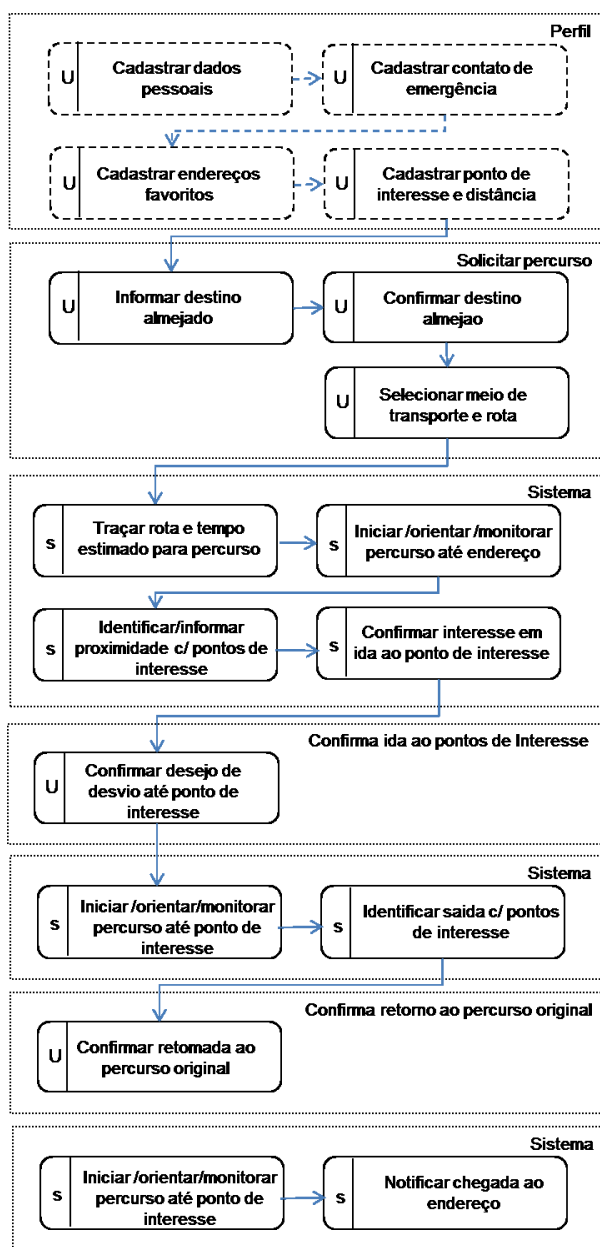 Perfil
U
Cadastrar dados
pessoais
U
Cadastrar contato de
emergência
U
Cadastrar endereços
favoritos
U
Cadastrar ponto de
interesse e distância
Solicitar percurso
U
Informar destino
almejado
U
Confirmar destino
almejao
U
Selecionar meio de
transporte e rota
Sistema
s
Traçar rota e tempo
estimado para percurso
s
Iniciar /orientar /monitorar
percurso até endereço
s
Identificar/informar
proximidade c/ pontos de
interesse
s
Confirmar interesse em
ida ao ponto de interesse
Confirma ida ao pontos de Interesse
U
Confirmar desejo de
desvio até ponto de
interesse
Sistema
s
Iniciar /orientar/monitorar
percurso até ponto de
interesse
s
Identificar saida c/ pontos
de interesse
Confirma retorno ao percurso original
U
Confirmar retomada ao
percurso original
Sistema
s
Iniciar /orientar/monitorar
percurso até ponto de
interesse
s
Notificar chegada ao
endereço